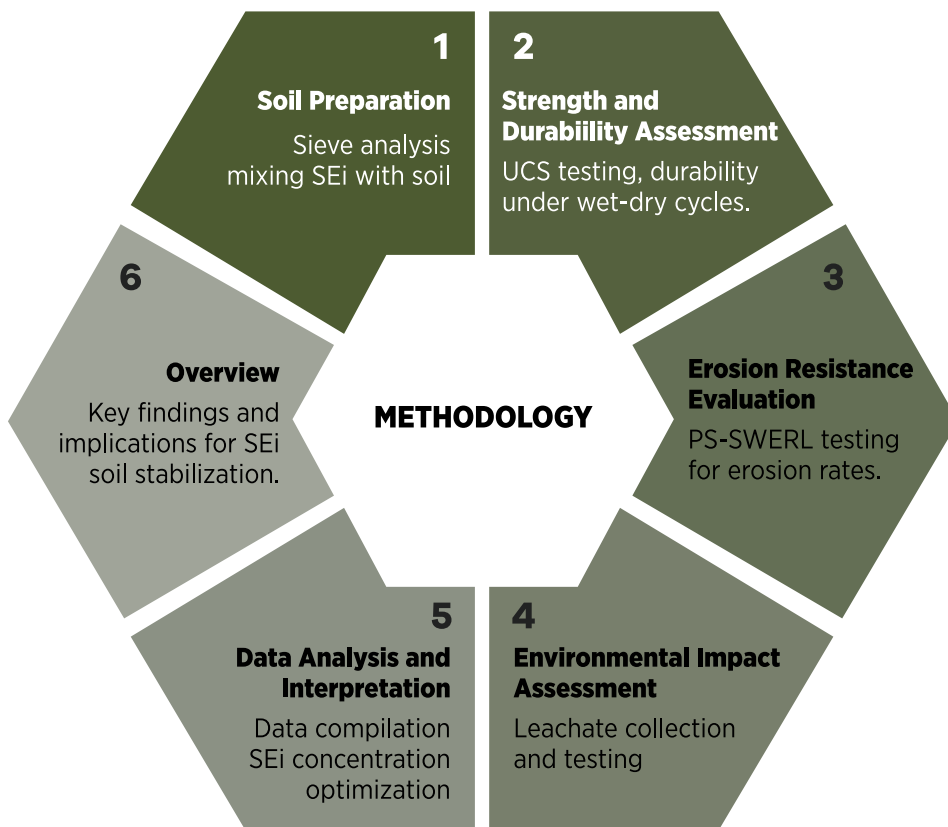 1
Soil Preparation
Sieve analysis
mixing SEi with soil
2
Strength and
Durabiility Assessment
UCS testing, durability
under wet-dry cycles.
3
Erosion Resistance
Evaluation
PS-SWERL testing
for erosion rates.
4
Environmental Impact
Assessment
Leachate collection
and testing
5
Data Analysis and
Interpretation
Data compilation
SEi concentration
optimization
6
Overview
Key findings and
implications for SEi
soil stabilization.
METHODOLOGY